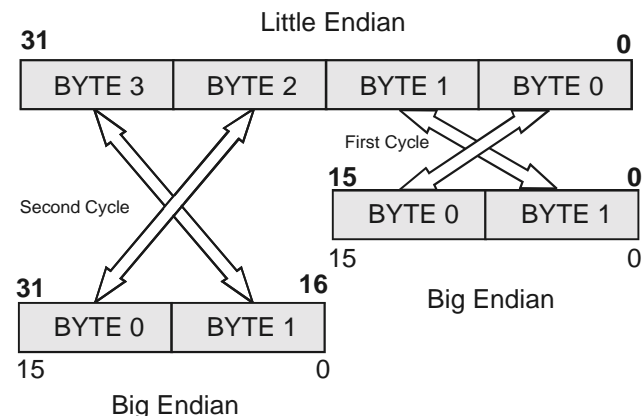 Little Endian
31 0
BYTE 3 BYTE 2 BYTE 1 BYTE 0
First Cycle
15 0
BYTE 0 BYTE 1
15 0
Second Cycle
Big Endian
31 16
BYTE 0 BYTE 1
15 0
Big Endian